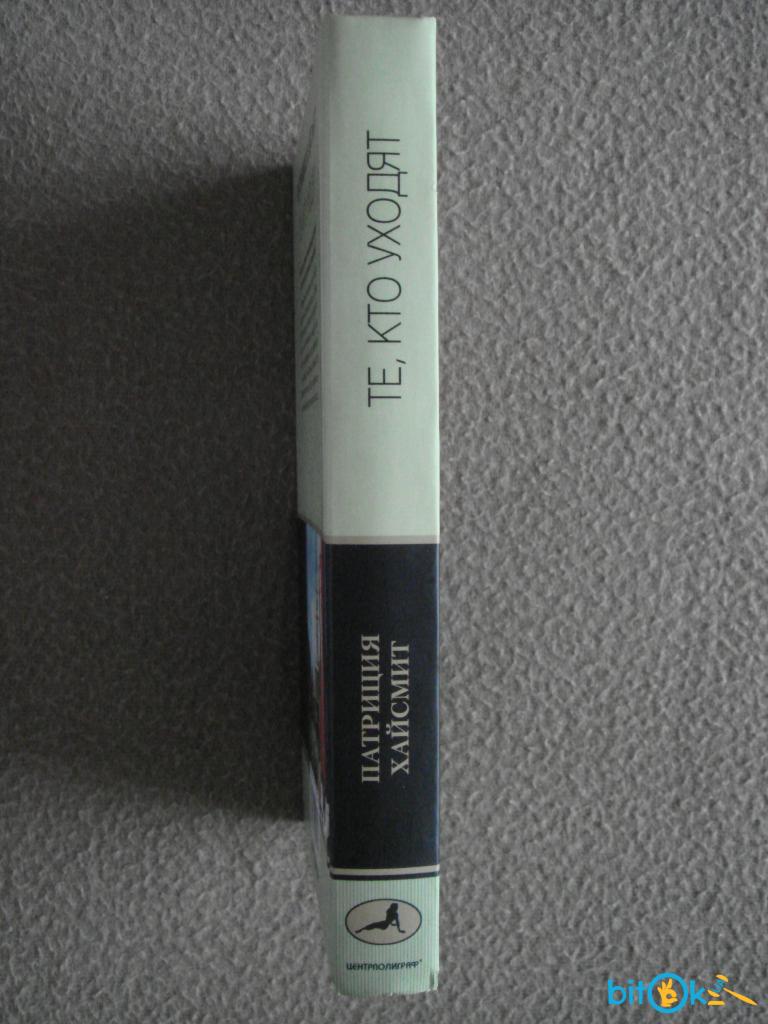 ТЕ, КТО УХОДЯТ
ПАТРИЦИЯ
ХАЙСМИТ
ЦЕНТРПОЛИГРАФ®
bitOk